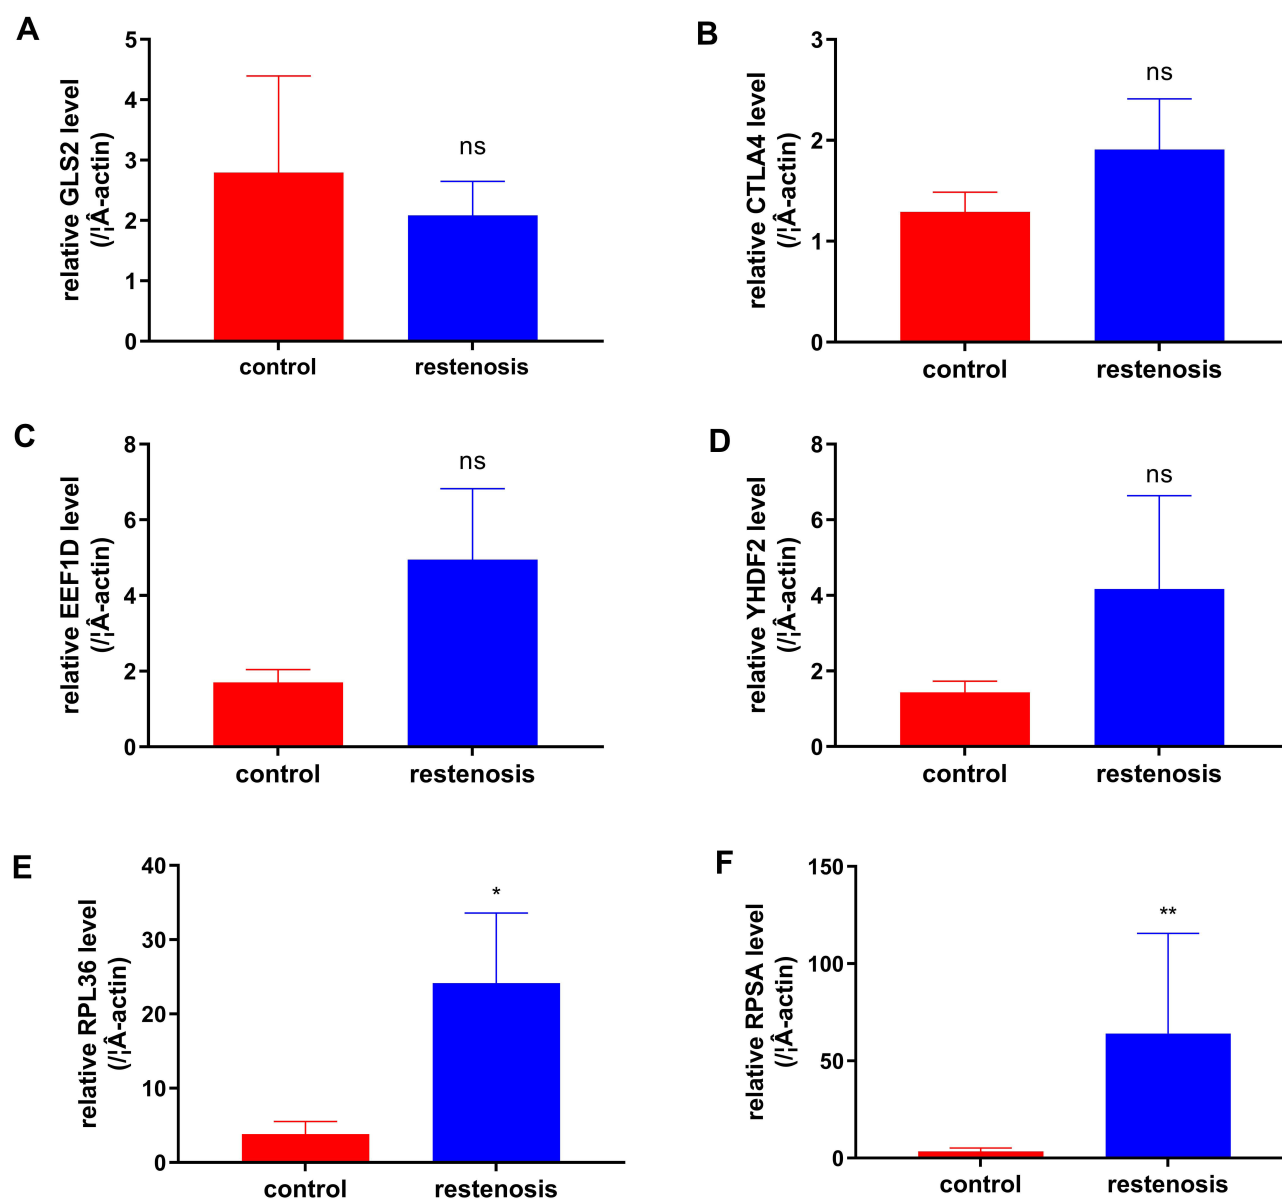 A
relative GLS2 level
(/¦Â-actin)
5
4
3
2
1
0
ns
control
restenosis
B
relative CTLA4 level
(/¦Â-actin)
3
2
1
0
ns
control
restenosis
C
relative EEF1D level
(/¦Â-actin)
8
6
4
2
0
ns
control
restenosis
D
relative YHDF2 level
(/¦Â-actin)
8
6
4
2
0
ns
control
restenosis
E
relative RPL36 level
(/¦Â-actin)
40
30
20
10
0
*
control
restenosis
F
relative RPSA level
(/¦Â-actin)
150
100
50
0
**
control
restenosis